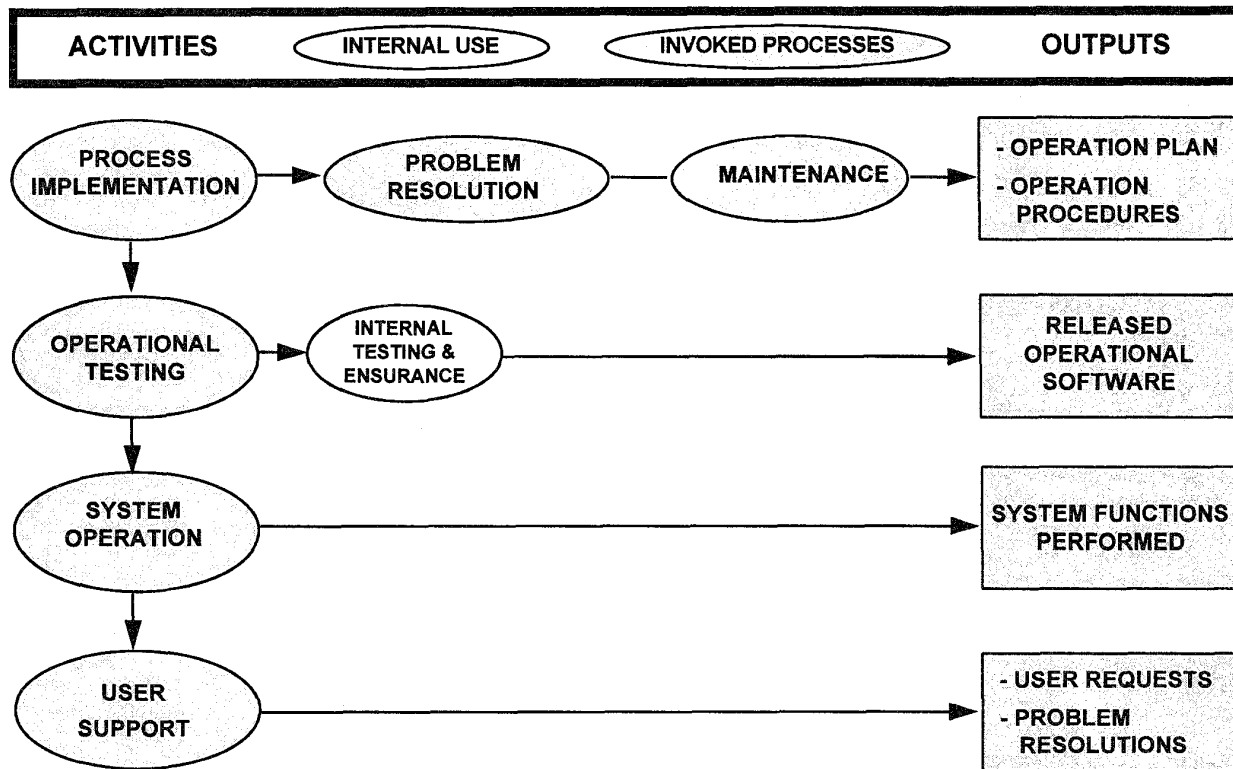 ACTIVITIES
INTERNAL USE
INVOKED PROCESSES
OUTPUTS
PROCESS
IMPLEMENTATION
PROBLEM
RESOLUTION
MAINTENANCE
- OPERATION PLAN
- OPERATION
PROCEDURES
OPERATIONAL
TESTING
INTERNAL
TESTING &
ENSURANCE
RELEASED
OPERATIONAL
SOFTWARE
SYSTEM
OPERATION
SYSTEM FUNCTIONS
PERFORMED
USER
SUPPORT
- USER REQUESTS
- PROBLEM
RESOLUTIONS